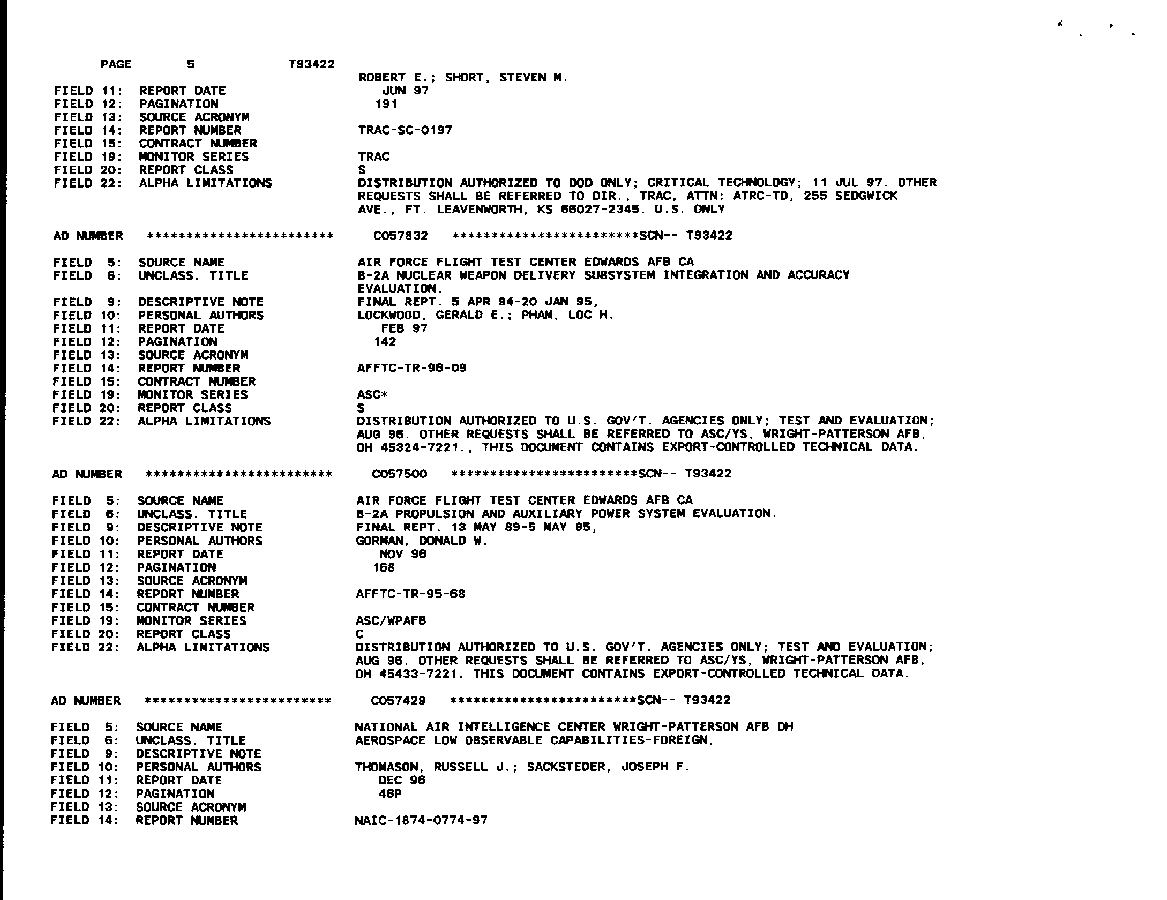 PAGE 5 T93422
ROBERT E.; SHORT, STEVEN M.
FIELD 11: REPORT DATE JUN 97
FIELD 12: PAGINATION 191
FIELD 13: SOURCE ACRONYM
FIELD 14: REPORT NUMBER TRAC-SC-0197
FIELD 15: CONTRACT NUMBER
FIELD 19: MONITOR SERIES TRAC
FIELD 20: REPORT CLASS S
FIELD 22: ALPHA LIMITATIONS DISTRIBUTION AUTHORIZED TO DOD ONLY; CRITICAL TECHNOLOGY; 11 JUL 97. OTHER
REQUESTS SHALL BE REFERRED TO DIR., TRAC, ATTN: ATRC-TD, 255 SEDGWICK
AVE., FT. LEAVENWORTH, KS 66027-2345. U.S. ONLY
AD NUMBER ************************ C057832 ************************SCN-- T93422
FIELD 5: SOURCE NAME AIR FORCE FLIGHT TEST CENTER EDWARDS AFB CA
FIELD 6: UNCLASS. TITLE B-2A NUCLEAR WEAPON DELIVERY SUBSYSTEM INTEGRATION AND ACCURACY
EVALUATION.
FIELD 9: DESCRIPTIVE NOTE FINAL REPT. 5 APR 94-20 JAN 95,
FIELD 10: PERSONAL AUTHORS LOCKWOOD, GERALD E.; PHAM, LOC H.
FIELD 11: REPORT DATE FEB 97
FIELD 12: PAGINATION 142
FIELD 13: SOURCE ACRONYM
FIELD 14: REPORT NUMBER AFFTC-TR-96-09
FIELD 15: CONTRACT NUMBER
FIELD 19: MONITOR SERIES ASC*
FIELD 20: REPORT CLASS S
FIELD 22: ALPHA LIMITATIONS DISTRIBUTION AUTHORIZED TO U.S. GOV'T. AGENCIES ONLY; TEST AND EVALUATION;
AUG 96. OTHER REQUESTS SHALL BE REFERRED TO ASC/YS, WRIGHT-PATTERSON AFB,
OH 45324-7221., THIS DOCUMENT CONTAINS EXPORT-CONTROLLED TECHNICAL DATA.
AD NUMBER ************************ C057500 ************************SCN-- T93422
FIELD 5: SOURCE NAME AIR FORCE FLIGHT TEST CENTER EDWARDS AFB CA
FIELD 6: UNCLASS. TITLE B-2A PROPULSION AND AUXILIARY POWER SYSTEM EVALUATION.
FIELD 9: DESCRIPTIVE NOTE FINAL REPT. 13 MAY 89-5 MAY 95,
FIELD 10: PERSONAL AUTHORS GORMAN, DONALD W.
FIELD 11: REPORT DATE NOV 96
FIELD 12: PAGINATION 168
FIELD 13: SOURCE ACRONYM
FIELD 14: REPORT NUMBER AFFTC-TR-95-68
FIELD 15: CONTRACT NUMBER
FIELD 19: MONITOR SERIES ASC/WPAFB
FIELD 20: REPORT CLASS C
FIELD 22: ALPHA LIMITATIONS DISTRIBUTION AUTHORIZED TO U.S. GOV'T. AGENCIES ONLY; TEST AND EVALUATION;
AUG 96. OTHER REQUESTS SHALL BE REFERRED TO ASC/YS, WRIGHT-PATTERSON AFB,
OH 45433-7221. THIS DOCUMENT CONTAINS EXPORT-CONTROLLED TECHNICAL DATA.
AD NUMBER ************************ C057429 ************************SCN-- T93422
FIELD 5: SOURCE NAME NATIONAL AIR INTELLIGENCE CENTER WRIGHT-PATTERSON AFB OH
FIELD 6: UNCLASS. TITLE AEROSPACE LOW OBSERVABLE CAPABILITIES-FOREIGN.
FIELD 9: DESCRIPTIVE NOTE
FIELD 10: PERSONAL AUTHORS THOMASON, RUSSELL J.; SACKSTEDER, JOSEPH F.
FIELD 11: REPORT DATE DEC 96
FIELD 12: PAGINATION 46P
FIELD 13: SOURCE ACRONYM
FIELD 14: REPORT NUMBER NAIC-1874-0774-97